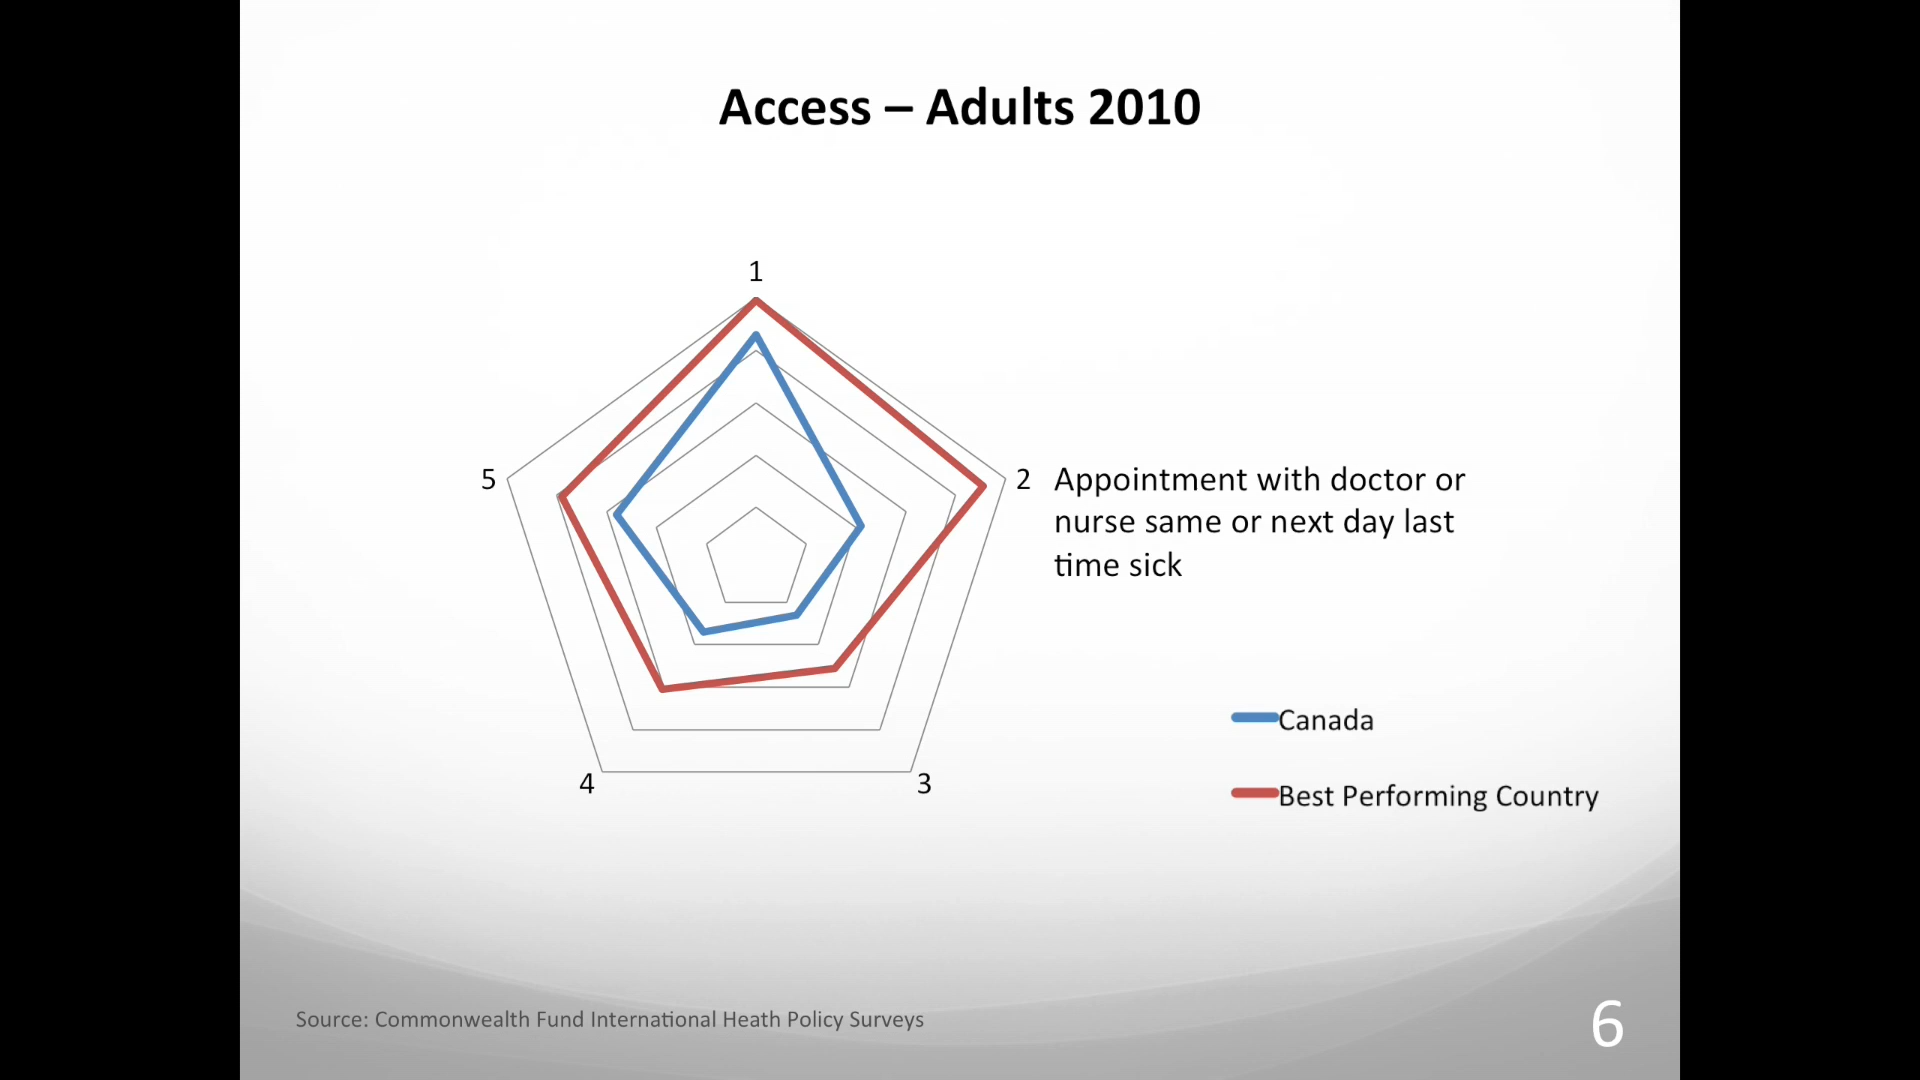 Access – Adults 2010
1
5
2
Appointment with doctor or
nurse same or next day last
time sick
Canada
4
3
Best Performing Country
Source: Commonwealth Fund International Heath Policy Surveys
6